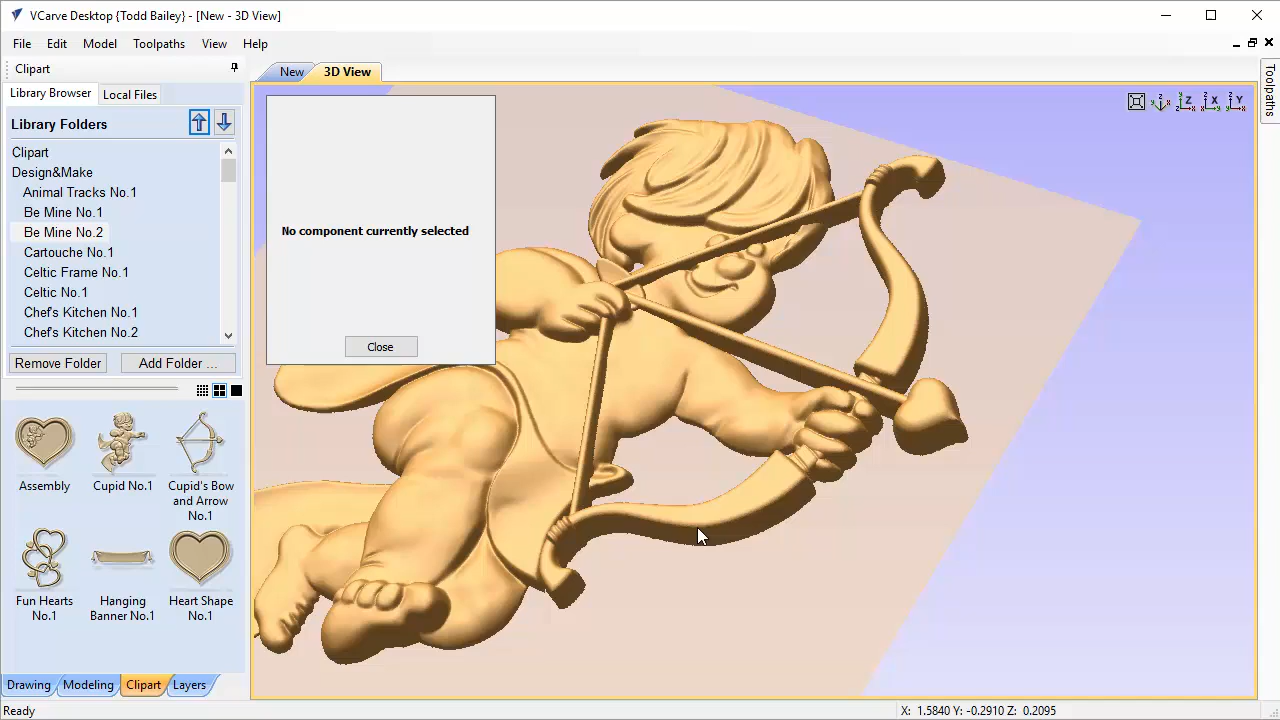 VCarve Desktop {Todd Bailey} - [New - 3D View]
File Edit Model Toolpaths View Help
Clipart
Library Browser Local Files
Library Folders
Clipart
Design&Make
Animal Tracks No.1
Be Mine No.1
Be Mine No.2
Cartouche No.1
Celtic Frame No.1
Celtic No.1
Chef's Kitchen No.1
Chef's Kitchen No.2
Remove Folder Add Folder ...
Assembly
Cupid No.1
Cupid's Bow
and Arrow
No.1
Fun Hearts
No.1
Hanging
Banner No.1
Heart Shape
No.1
Drawing Modeling Clipart Layers
New 3D View
No component currently selected
Close
Z X Y
Toolpaths
Ready
X: 1.5840 Y: -0.2910 Z: 0.2095